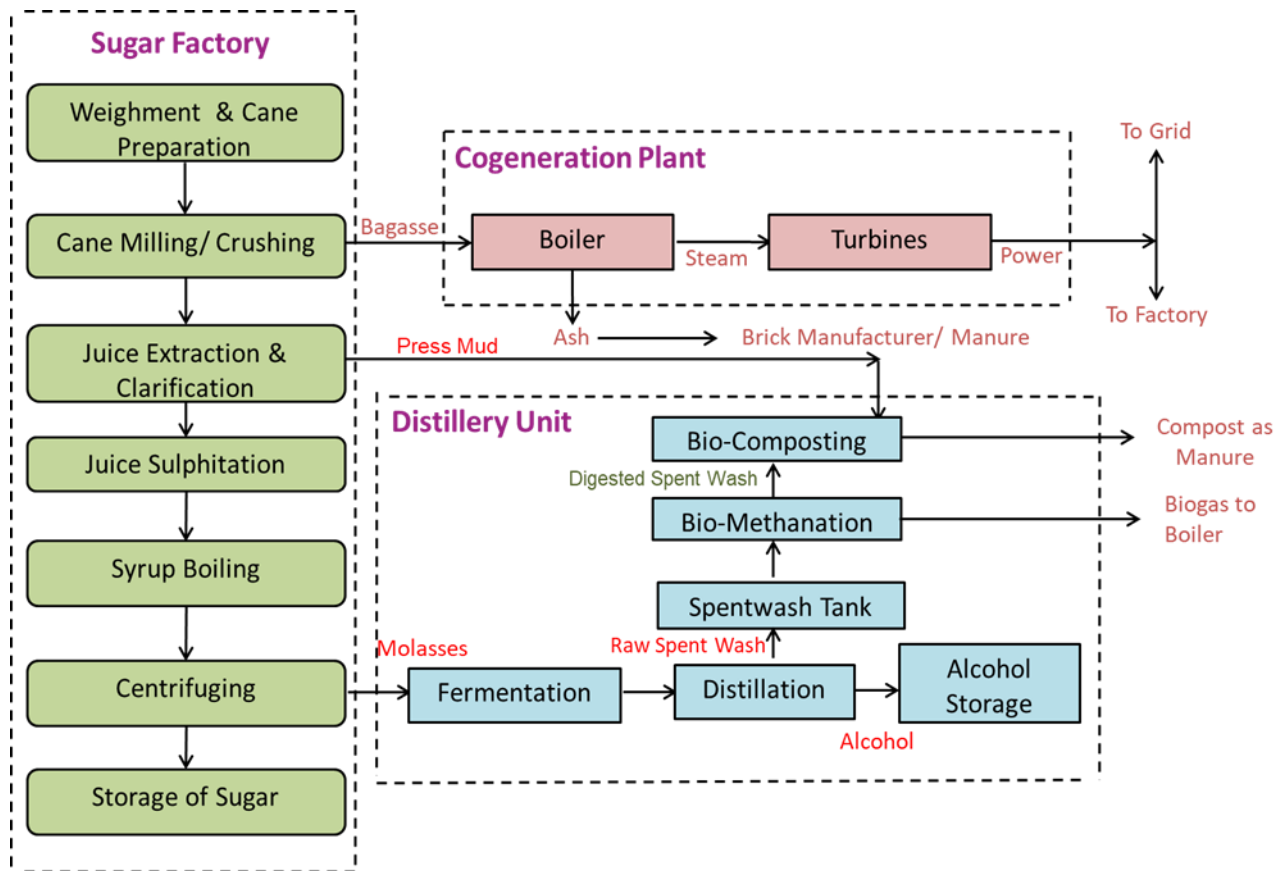 Sugar Factory
Weighment & Cane
Preparation
Cane Milling/ Crushing
Juice Extraction &
Clarification
Juice Sulphitation
Syrup Boiling
Centrifuging
Storage of Sugar
Cogeneration Plant
Bagasse
Boiler
Steam
Turbines
Power
To Grid
To Factory
Ash
Brick Manufacturer/ Manure
Press Mud
Distillery Unit
Bio-Composting
Compost as
Manure
Digested Spent Wash
Bio-Methanation
Biogas to
Boiler
Spentwash Tank
Raw Spent Wash
Molasses
Fermentation
Distillation
Alcohol
Storage
Alcohol